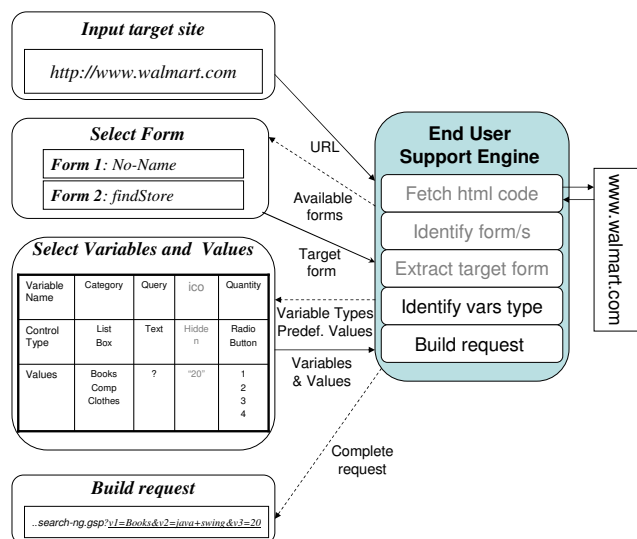 Input target site
http://www.walmart.com
Select Form
Form 1: No-Name
Form 2: findStore
Select Variables and Values
Variable Name Category Query ico Quantity
Control Type List Box Text Hidde n Radio Button
Values Books Comp Clothes ? "20" 1 2 3 4
Build request
..search-ng.gsp?v1=Books&v2=java+swing&v3=20
URL
Available
forms
Target
form
Variable Types
Predef. Values
Variables
& Values
Complete
request
End User
Support Engine
Fetch html code
Identify form/s
Extract target form
Identify vars type
Build request
www.walmart.com